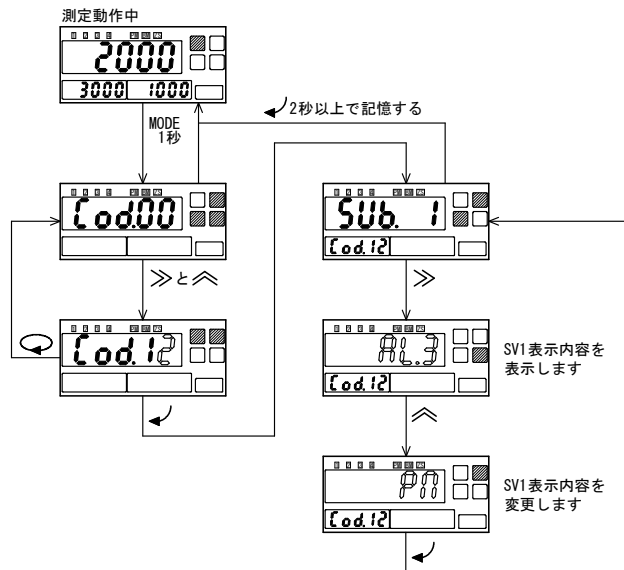 測定動作中
2000
3000 1000
MODE
1秒
2秒以上で記憶する
Cod.00
SUb. 1
Cod.12
≫と︽
≫
Cod.12
AL.3
Cod.12
SV1表示内容を
表示します
︽
PM
Cod.12
SV1表示内容を
変更します